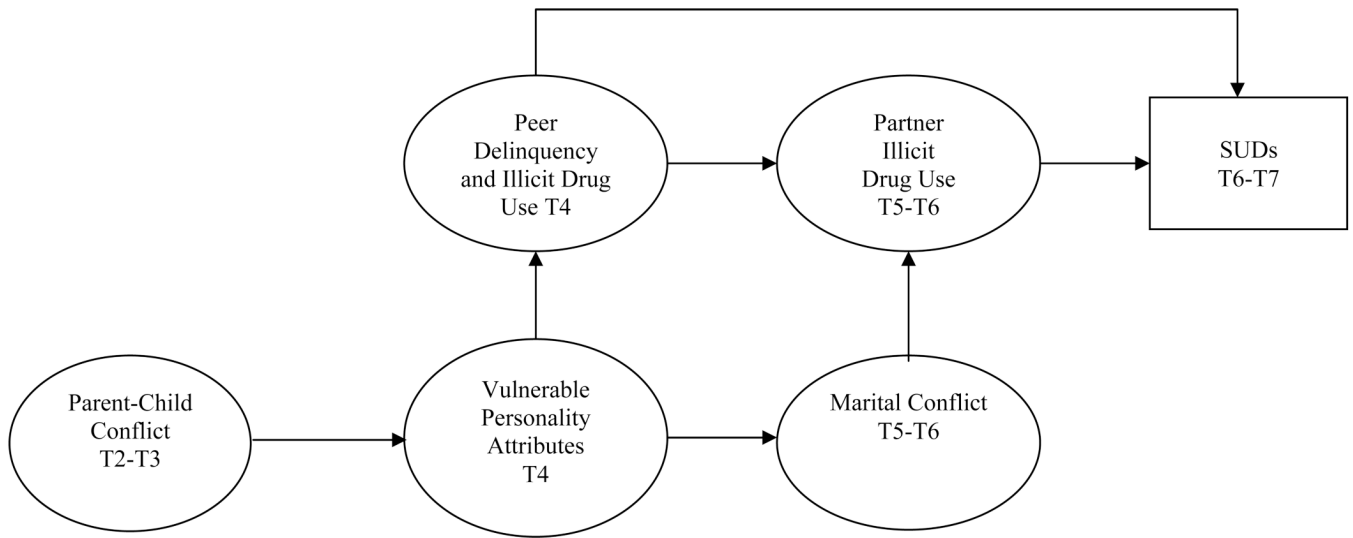 Peer
Delinquency
and Illicit Drug
Use T4
Partner
Illicit
Drug Use
T5-T6
SUDs
T6-T7
Parent-Child
Conflict
T2-T3
Vulnerable
Personality
Attributes
T4
Marital Conflict
T5-T6